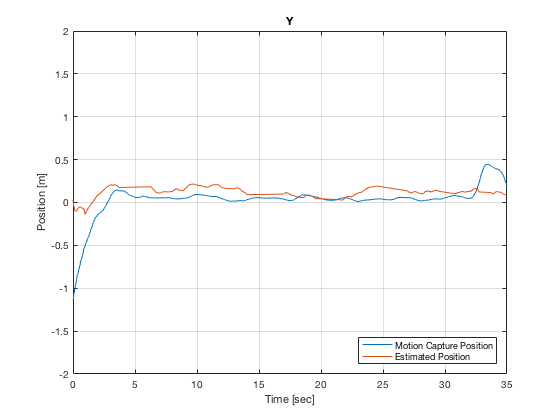 Y
2
1.5
1
0.5
0
-0.5
-1
-1.5
-2
Position [m]
0 5 10 15 20 25 30 35
Time [sec]
Motion Capture Position
Estimated Position